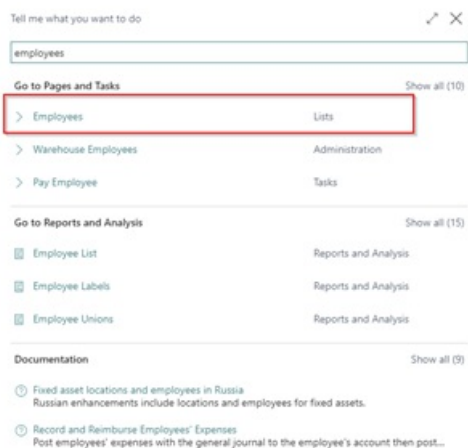 Tell me what you want to do
employees
Go to Pages and Tasks Show all (10)
Employees Lists
Warehouse Employees Administration
Pay Employee Tasks
Go to Reports and Analysis Show all (15)
Employee List Reports and Analysis
Employee Labels Reports and Analysis
Employee Unions Reports and Analysis
Documentation Show all (9)
Fixed asset locations and employees in Russia
Russian enhancements include locations and employees for fixed assets.
Record and Reimburse Employees' Expenses
Post employees' expenses with the general journal to the employee's account then post...